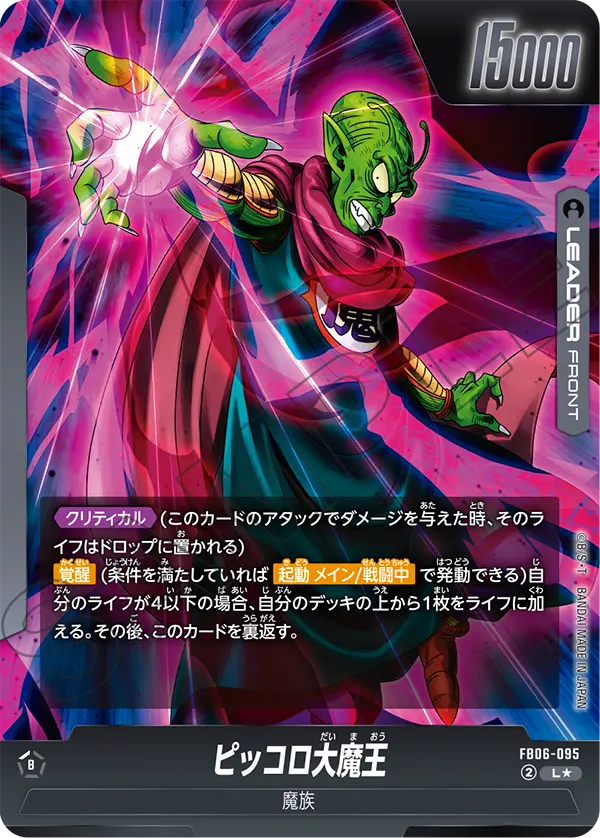 15000
LEADER FRONT
魔
クリティカル (このカードのアタックでダメージを与えた時、そのラ
イフはドロップに置かれる)
覚醒 (条件を満たしていれば 起動 メイン/戦闘中 で発動できる)自
分のライフが4以下の場合、自分のデッキの上から1枚をライフに加
える。その後、このカードを裏返す。
©B/S・T BANDAI MADE IN JAPAN
B
ピッコロ大魔王
FB06-095
② L★
魔族